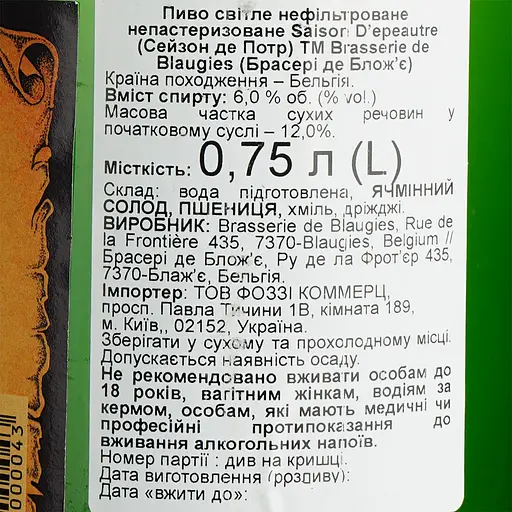 Пиво світле нефільтроване
непастеризоване Saison D'epeautre
(Сейзон де Потр) ТМ Brasserie de
Blaugies (Брасері де Блож'є)
Країна походження – Бельгія.
Вміст спирту: 6,0 % об. (% vol.)
Масова частка сухих речовин у
початковому суслі – 12,0%.
Місткість: 0,75 л (L)
Склад: вода підготовлена, ЯЧМІННИЙ
СОЛОД, ПШЕНИЦЯ, хміль, дріжджі.
ВИРОБНИК: Brasserie de Blaugies, Rue de
la Frontière 435, 7370-Blaugies, Belgium //
Брасері де Блож'є, Ру де ла Фрот'єр 435,
7370-Блаж'є, Бельгія.
Імпортер: ТОВ ФОЗЗІ КОММЕРЦ,
просп. Павла Тичини 1В, кімната 189,
м. Київ,, 02152, Україна.
Зберігати у сухому та прохолодному місці.
Допускається наявність осаду.
Не рекомендовано вживати особам до
18 років, вагітним жінкам, водіям за
кермом, особам, які мають медичні чи
професійні протипоказання до
вживання алкогольних напоїв.
Номер партії : див на кришці.
Дата виготовлення (розливу):
Дата «вжити до»:
000043